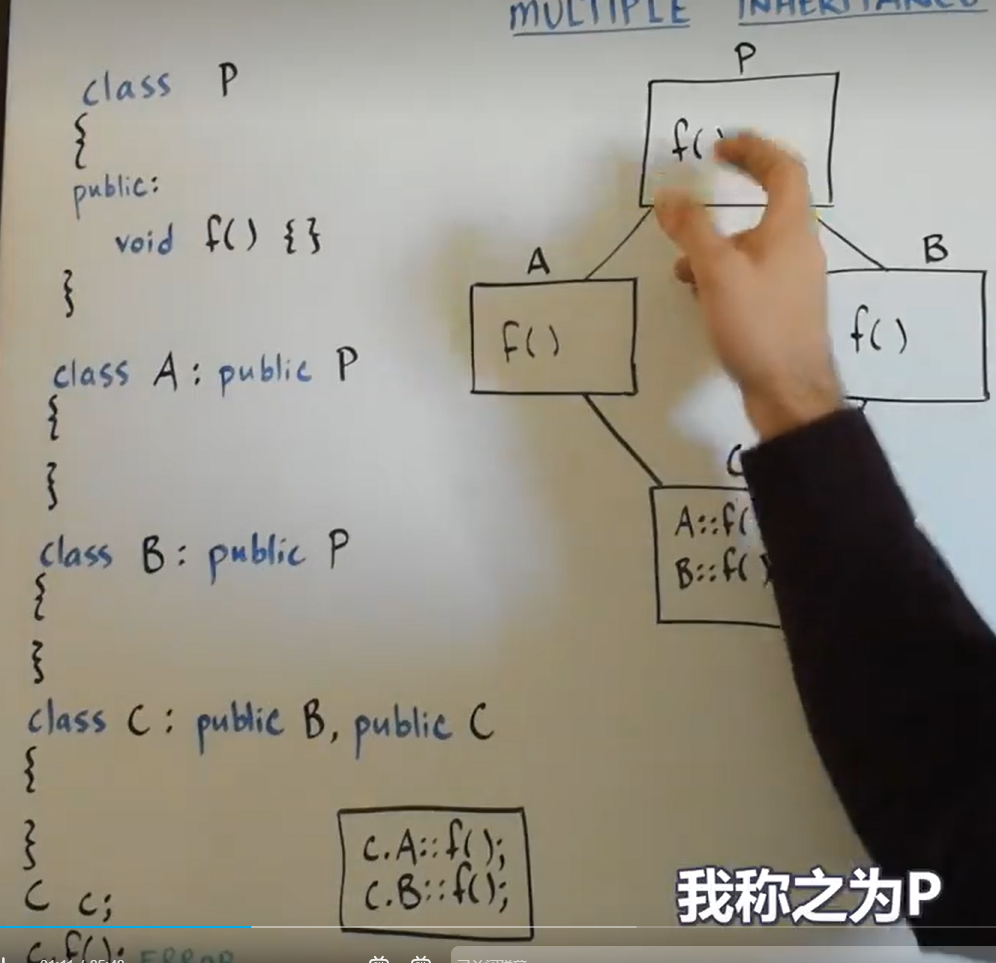 MULTIPLE INHERITANCE
class P
{
public:
void f() {}
}
class A: public P
{
}
class B: public P
{
}
class C: public B, public C
{
}
C c;
c.f(); ERROR
P
f()
A
f()
B
f()
C
A::f(
B::f()
c.A::f();
c.B::f();
我称之为P